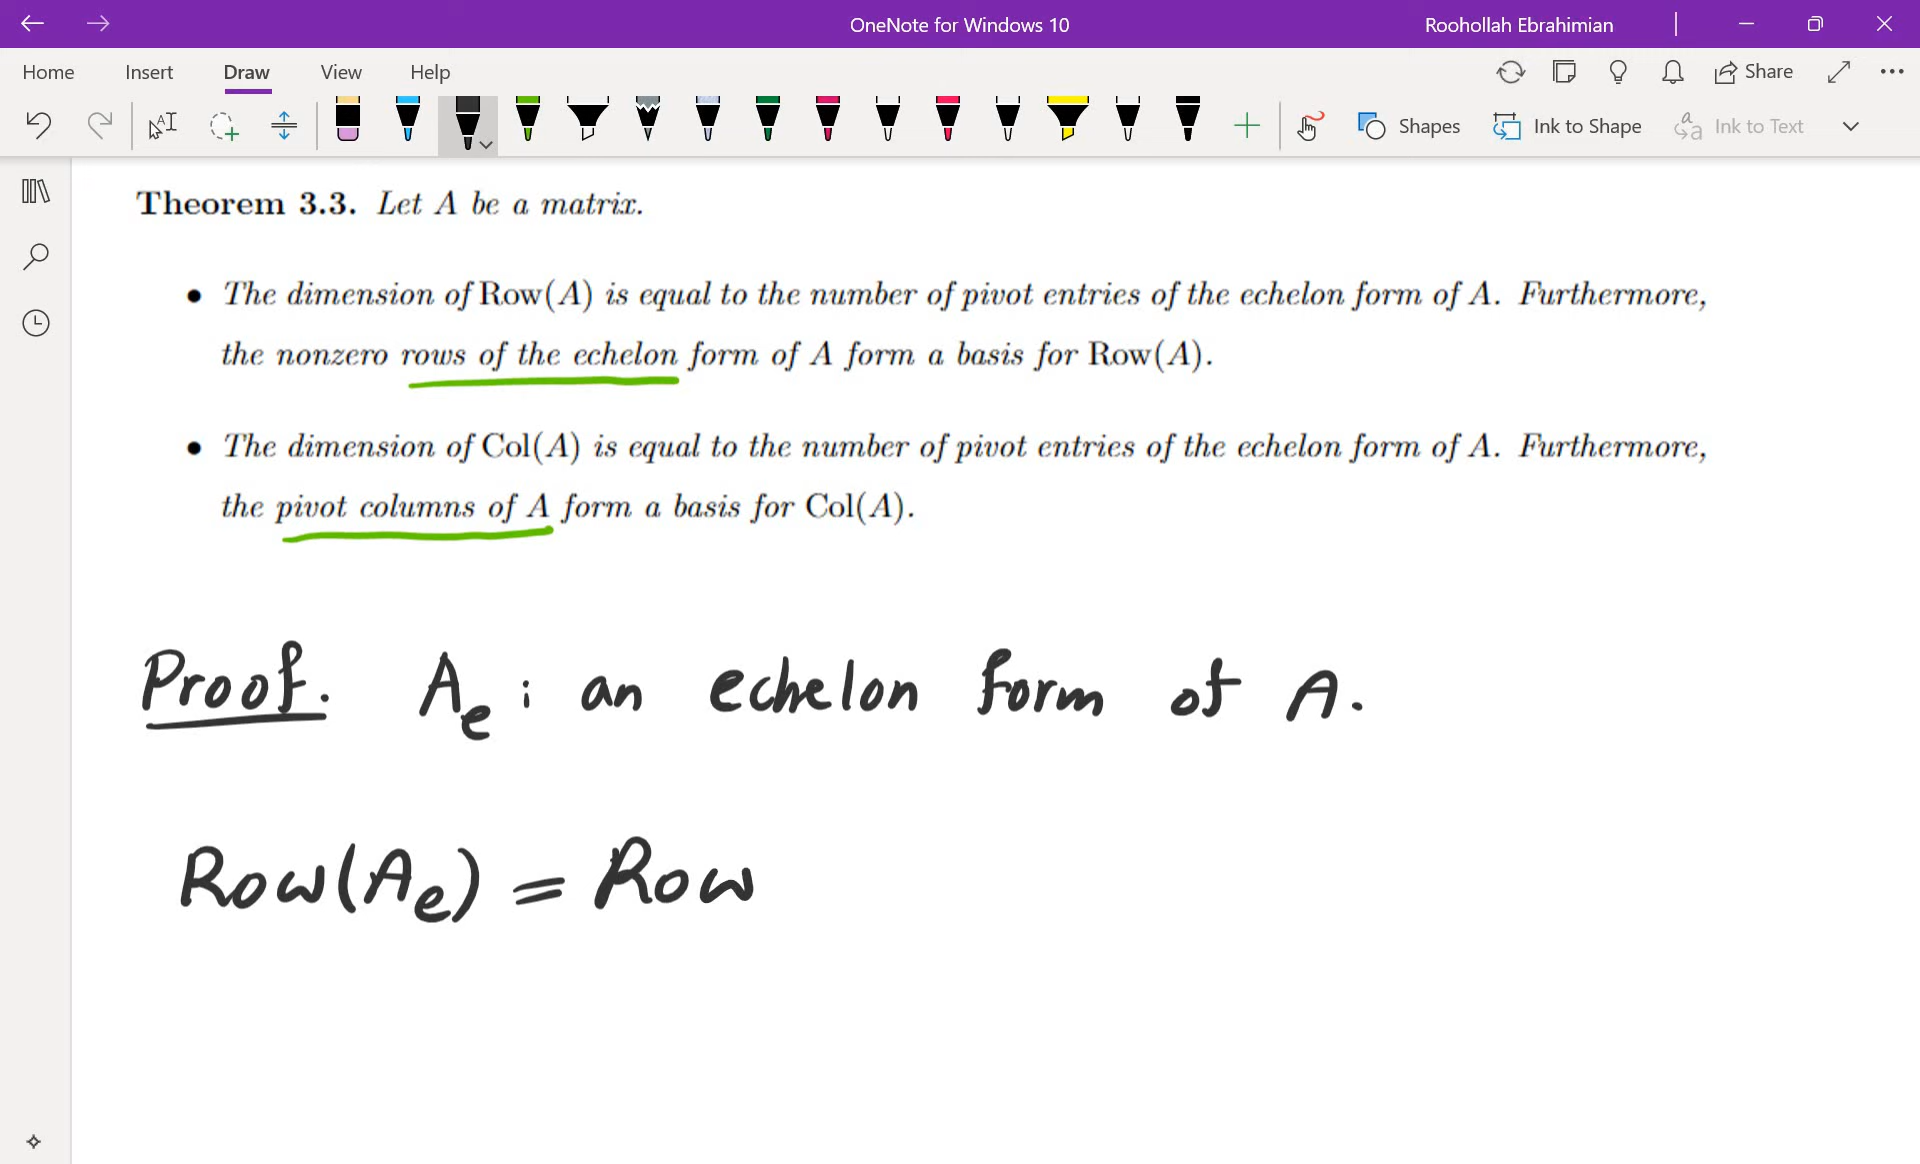 OneNote for Windows 10
Roohollah Ebrahimian
Home Insert Draw View Help
Share
Shapes Ink to Shape Ink to Text
Theorem 3.3. Let A be a matrix.
• The dimension of Row(A) is equal to the number of pivot entries of the echelon form of A. Furthermore,
the nonzero rows of the echelon form of A form a basis for Row(A).
• The dimension of Col(A) is equal to the number of pivot entries of the echelon form of A. Furthermore,
the pivot columns of A form a basis for Col(A).
Proof. Aₑ : an echelon form of A.
Row(Aₑ) = Row